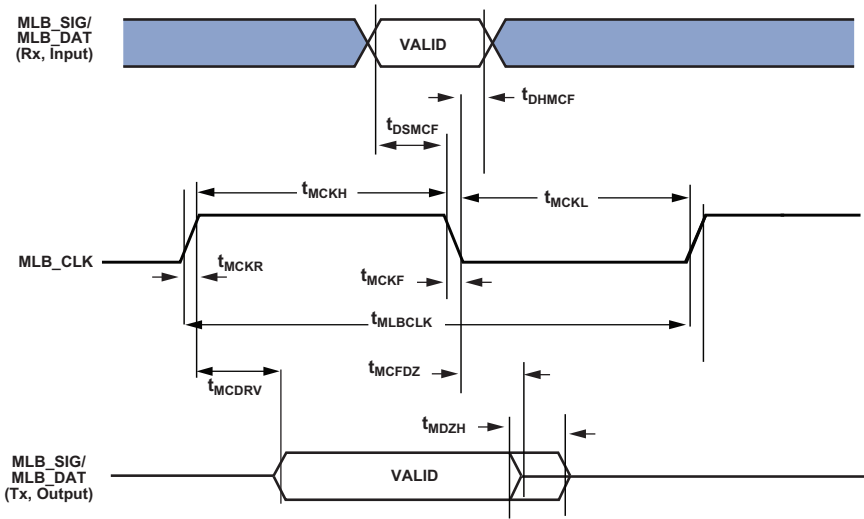 MLB_SIG/
MLB_DAT
(Rx, Input)
VALID
tDHMCF
tDSMCF
tMCKH
tMCKL
MLB_CLK
tMCKR
tMCKF
tMLBCLK
tMCFDZ
tMCDRV
tMDZH
MLB_SIG/
MLB_DAT
(Tx, Output)
VALID